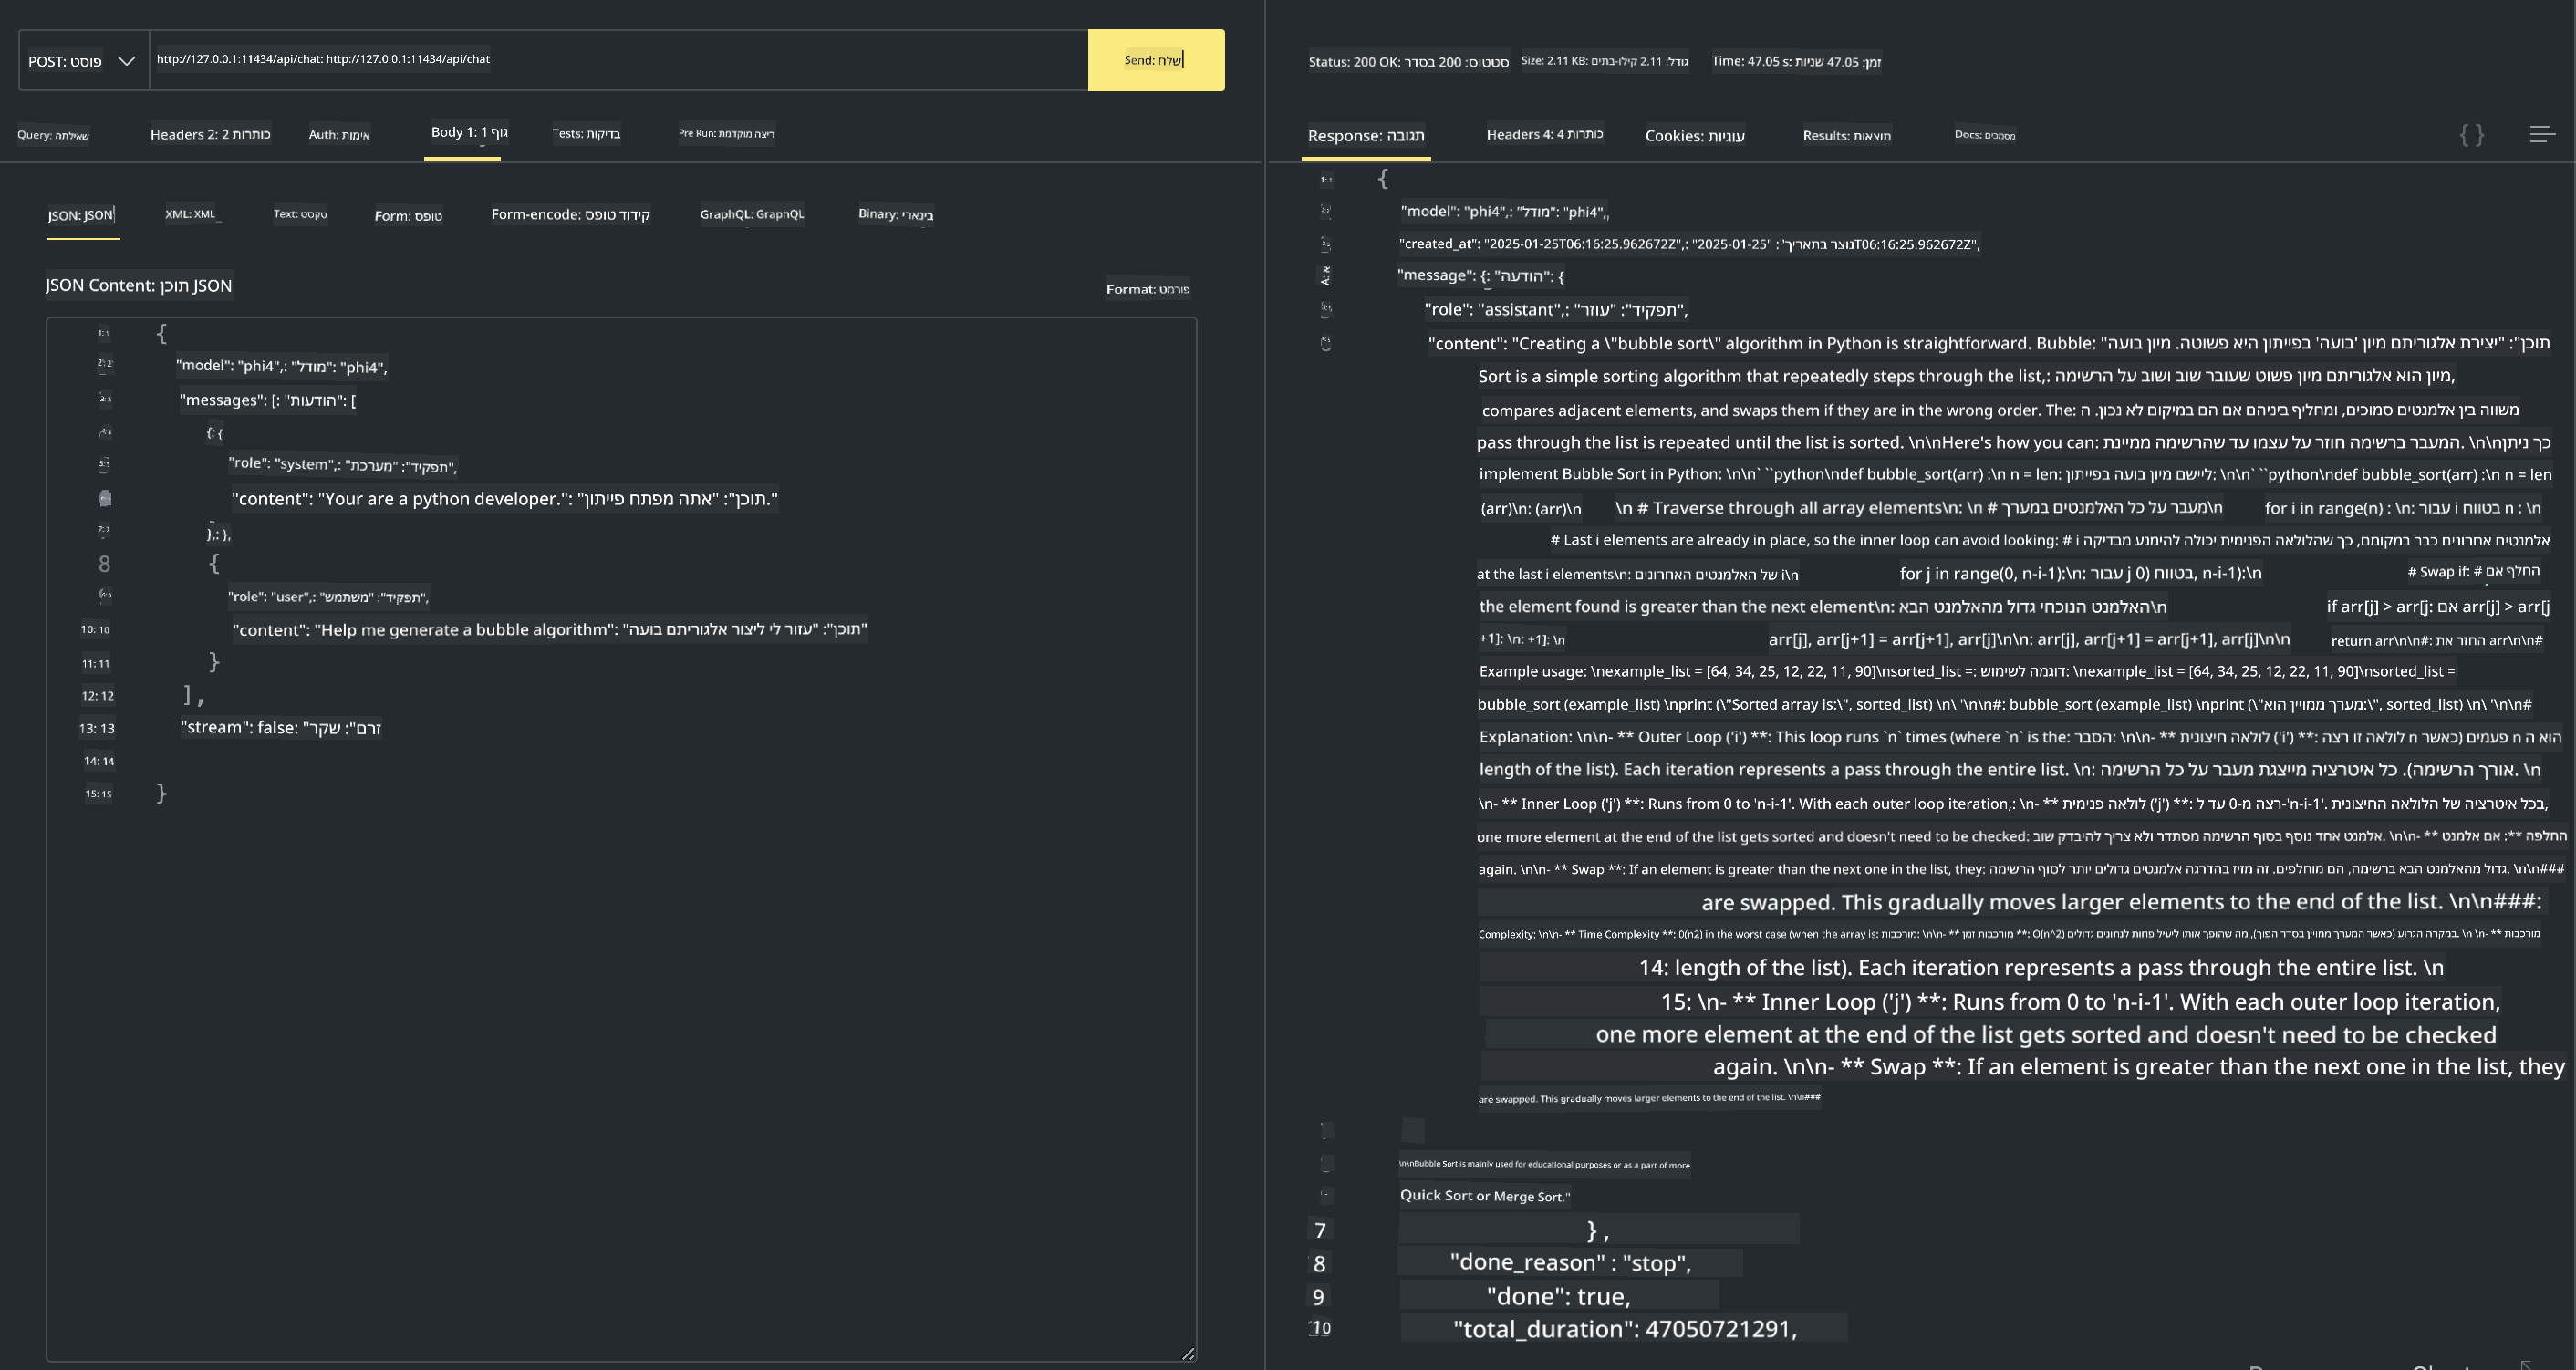 POST: פוסט
http://127.0.0.1:11434/api/chat: http://127.0.0.1:11434/api/chat
Send: שלח
Query: שאילתה
Headers 2: 2 כותרות
Auth: אימות
Body 1: 1 גוף
Tests: בדיקות
Pre Run: ריצה מוקדמת
JSON: JSON
XML: XML
Text: טקסט
Form: טופס
Form-encode: קידוד טופס
GraphQL: GraphQL
Binary: בינארי
JSON Content: תוכן JSON
Format: פורמט
1: 1 {
2: 2 "model": "phi4",: "מודל": "phi4",
3: 3 "messages": [: "הודעות": [
4: 4 {: {
5: 5 "role": "system",: "תפקיד": "מערכת",
"content": "Your are a python developer.": "תוכן": "אתה מפתח פייתון."
7: 7 },: },
8 {
"role": "user",: "תפקיד": "משתמש",
10: 10 "content": "Help me generate a bubble algorithm": "תוכן": "עזור לי ליצור אלגוריתם בועה"
11: 11 }
12: 12 ],
13: 13 "stream": false: "זרם": שקר
14: 14
15: 15 }
Status: 200 OK: סטטוס: 200 בסדר
Size: 2.11 KB: גודל: 2.11 קילו-בתים
Time: 47.05 s: זמן: 47.05 שניות
Response: תגובה
Headers 4: 4 כותרות
Cookies: עוגיות
Results: תוצאות
Docs: מסמכים
{ }
1: 1 {
"model": "phi4",: "מודל": "phi4",
"created_at": "2025-01-25T06:16:25.962672Z",: "נוצר בתאריך": "2025-01-25T06:16:25.962672Z",
A: א "message": {: "הודעה": {
"role": "assistant",: "תפקיד": "עוזר",
"content": "Creating a \"bubble sort\" algorithm in Python is straightforward. Bubble: "תוכן": "יצירת אלגוריתם מיון 'בועה' בפייתון היא פשוטה. מיון בועה
Sort is a simple sorting algorithm that repeatedly steps through the list,: מיון הוא אלגוריתם מיון פשוט שעובר שוב ושוב על הרשימה,
compares adjacent elements, and swaps them if they are in the wrong order. The: משווה בין אלמנטים סמוכים, ומחליף ביניהם אם הם במיקום לא נכון. ה
pass through the list is repeated until the list is sorted. \n\nHere's how you can: המעבר ברשימה חוזר על עצמו עד שהרשימה ממיינת. \n\nכך ניתן
implement Bubble Sort in Python: \n\n` ``python\ndef bubble_sort(arr) :\n n = len: ליישם מיון בועה בפייתון: \n\n` ``python\ndef bubble_sort(arr) :\n n = len
(arr)\n: (arr)\n \n # Traverse through all array elements\n: \n # מעבר על כל האלמנטים במערך\n for i in range(n) : \n: עבור i בטווח n : \n
# Last i elements are already in place, so the inner loop can avoid looking: # i אלמנטים אחרונים כבר במקומם, כך שהלולאה הפנימית יכולה להימנע מבדיקה
at the last i elements\n: של האלמנטים האחרונים i\n for j in range(0, n-i-1):\n: עבור j בטווח (0, n-i-1):\n # Swap if: # החלף אם
the element found is greater than the next element\n: האלמנט הנוכחי גדול מהאלמנט הבא\n if arr[j] > arr[j: אם arr[j] > arr[j
+1]: \n: +1]: \n arr[j], arr[j+1] = arr[j+1], arr[j]\n\n: arr[j], arr[j+1] = arr[j+1], arr[j]\n\n return arr\n\n#: החזר את arr\n\n#
Example usage: \nexample_list = [64, 34, 25, 12, 22, 11, 90]\nsorted_list =: דוגמה לשימוש: \nexample_list = [64, 34, 25, 12, 22, 11, 90]\nsorted_list =
bubble_sort (example_list) \nprint (\"Sorted array is:\", sorted_list) \n\ \'\n\n#: bubble_sort (example_list) \nprint (\"מערך ממויין הוא:\", sorted_list) \n\ \'\n\n#
Explanation: \n\n- ** Outer Loop ('i') **: This loop runs `n` times (where `n` is the: הסבר: \n\n- ** לולאה חיצונית ('i') **: לולאה זו רצה n פעמים (כאשר n הוא ה
length of the list). Each iteration represents a pass through the entire list. \n: אורך הרשימה). כל איטרציה מייצגת מעבר על כל הרשימה. \n
\n- ** Inner Loop ('j') **: Runs from 0 to 'n-i-1'. With each outer loop iteration,: \n- ** לולאה פנימית ('j') **: רצה מ-0 עד ל-'n-i-1'. בכל איטרציה של הלולאה החיצונית,
one more element at the end of the list gets sorted and doesn't need to be checked: אלמנט אחד נוסף בסוף הרשימה מסתדר ולא צריך להיבדק שוב. \n\n- ** החלפה **: אם אלמנט
again. \n\n- ** Swap **: If an element is greater than the next one in the list, they: גדול מהאלמנט הבא ברשימה, הם מוחלפים. זה מזיז בהדרגה אלמנטים גדולים יותר לסוף הרשימה. \n\n###
are swapped. This gradually moves larger elements to the end of the list. \n\n###:
Complexity: \n\n- ** Time Complexity **: 0(n2) in the worst case (when the array is: מורכבות: \n\n- ** מורכבות זמן **: O(n^2) במקרה הגרוע (כאשר המערך ממויין בסדר הפוך), מה שהופך אותו ליעיל פחות לנתונים גדולים. \n \n- ** מורכבות
14: length of the list). Each iteration represents a pass through the entire list. \n
15: \n- ** Inner Loop ('j') **: Runs from 0 to 'n-i-1'. With each outer loop iteration,
one more element at the end of the list gets sorted and doesn't need to be checked
again. \n\n- ** Swap **: If an element is greater than the next one in the list, they
are swapped. This gradually moves larger elements to the end of the list. \n\n###
\n\nBubble Sort is mainly used for educational purposes or as a part of more
Quick Sort or Merge Sort."
7 } ,
8 "done_reason" : "stop",
9 "done": true,
10 "total_duration": 47050721291,